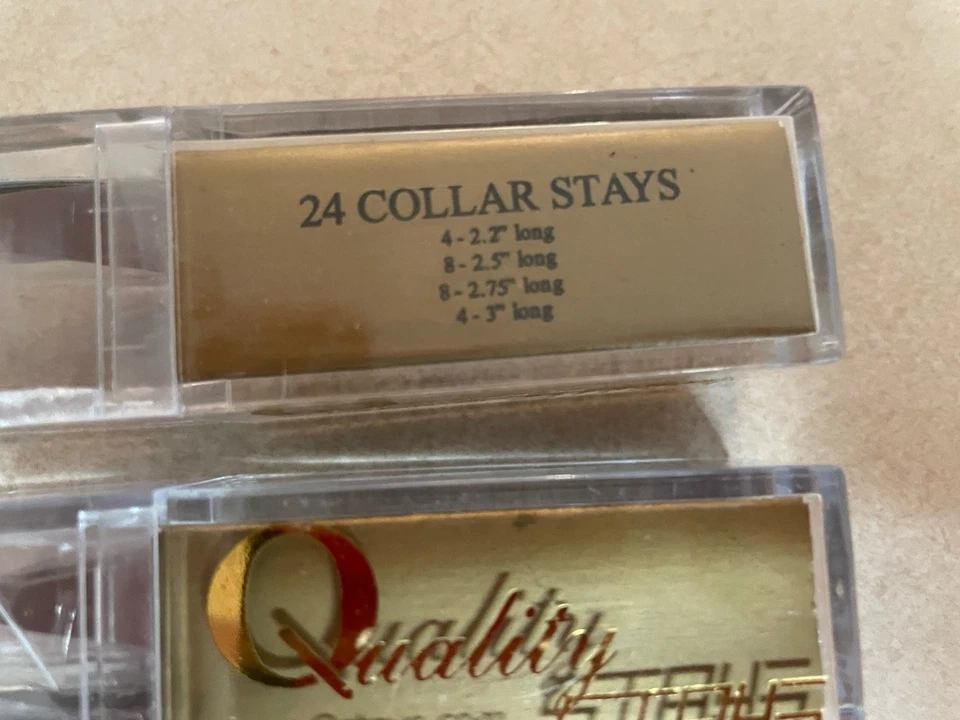 24 COLLAR STAYS
4 - 2.2" long
8 - 2.5" long
8 - 2.75" long
4 - 3" long
Quality